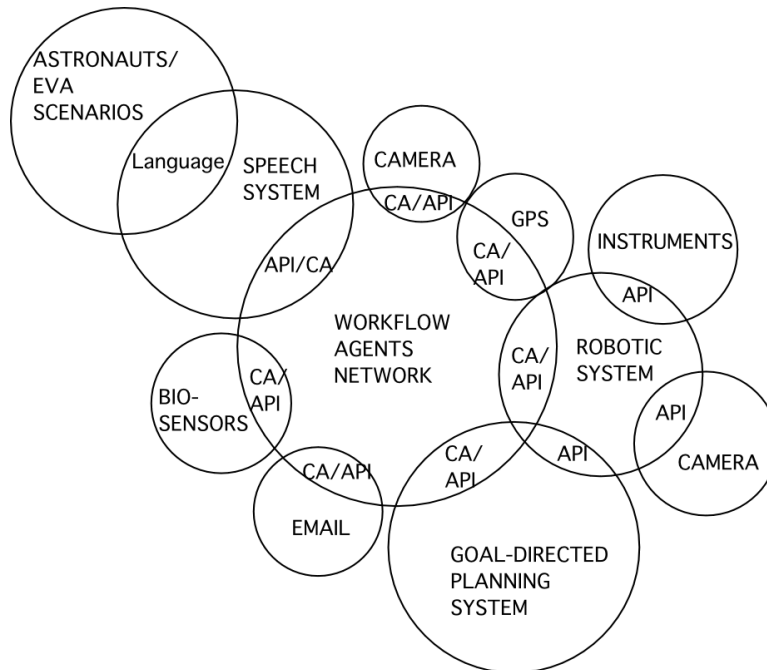 ASTRONAUTS/
EVA
SCENARIOS
Language
SPEECH
SYSTEM
CAMERA
CA/API
GPS
CA/
API
INSTRUMENTS
API
API/CA
WORKFLOW
AGENTS
NETWORK
CA/
API
ROBOTIC
SYSTEM
BIO-
SENSORS
CA/
API
API
CAMERA
CA/API
EMAIL
CA/
API
API
GOAL-DIRECTED
PLANNING
SYSTEM